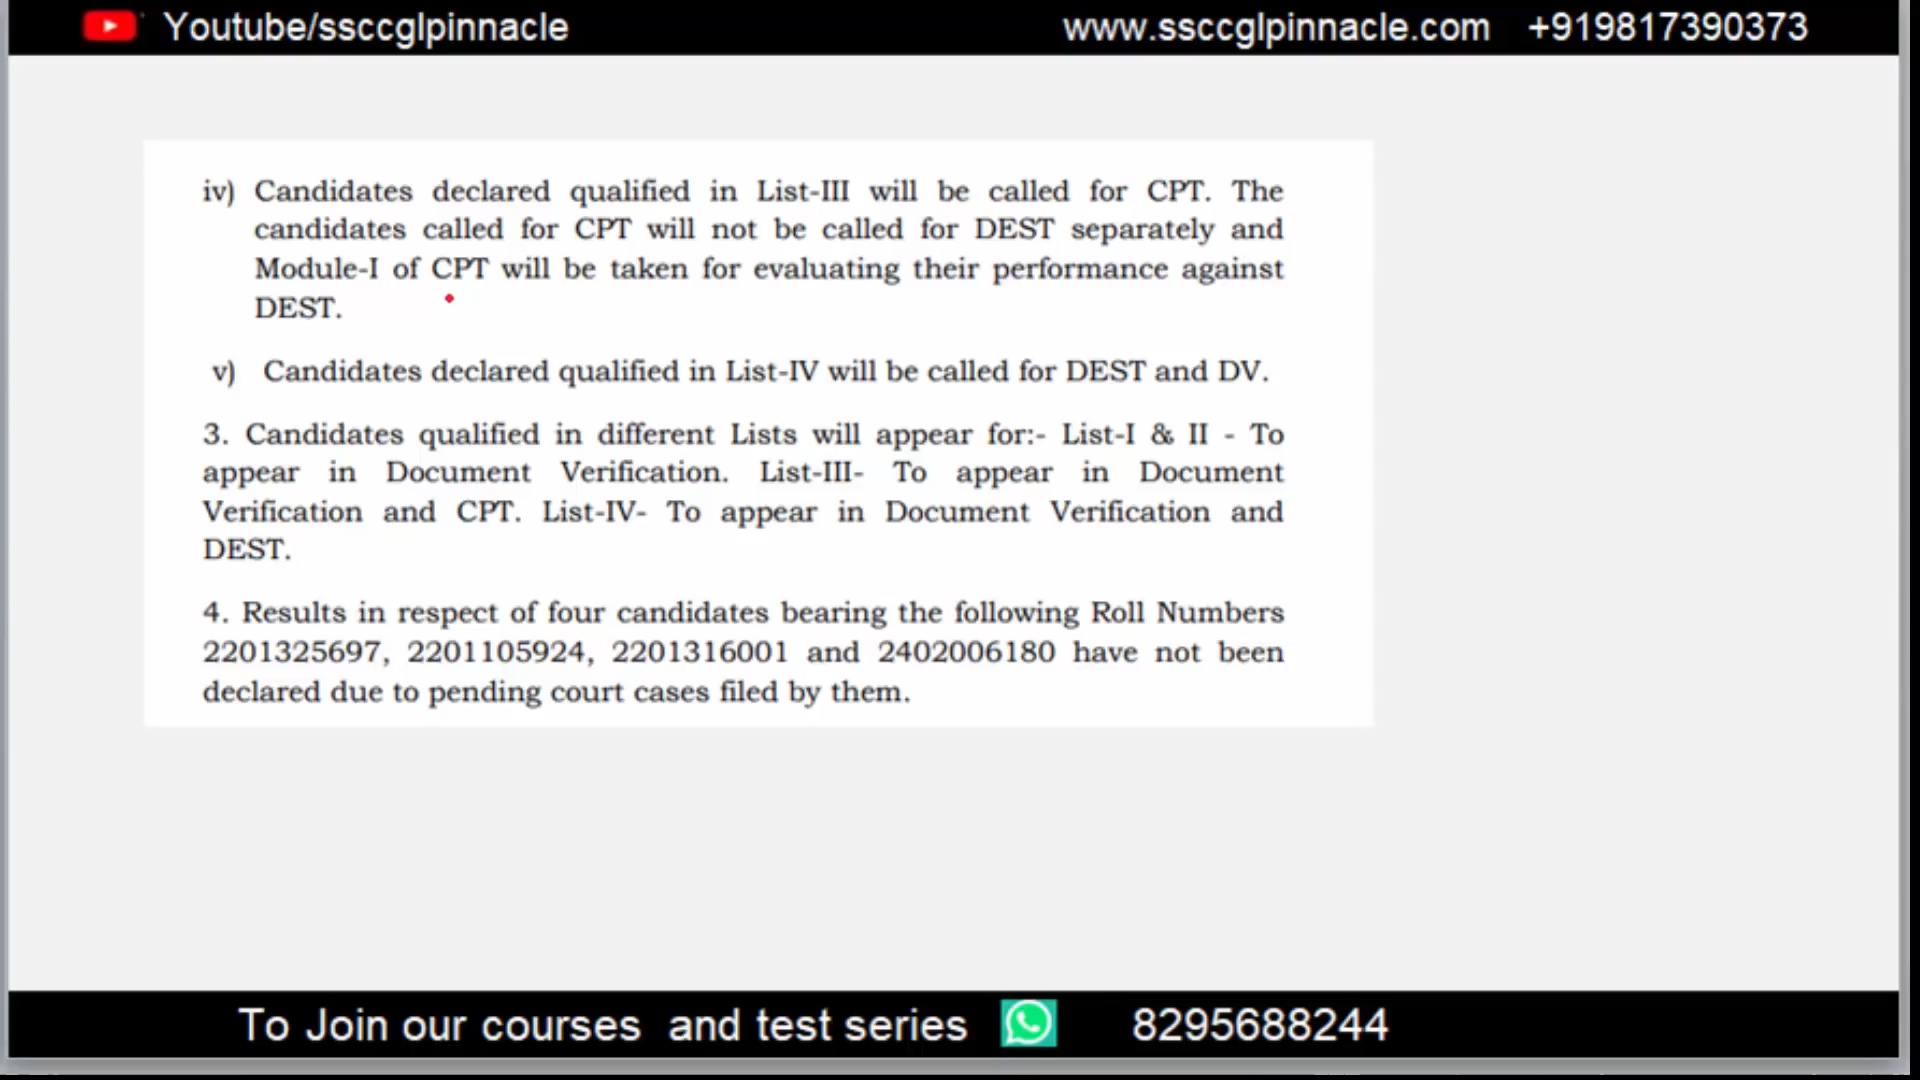 Youtube/ssccglpinnacle www.ssccglpinnacle.com +919817390373
iv) Candidates declared qualified in List-III will be called for CPT. The
candidates called for CPT will not be called for DEST separately and
Module-I of CPT will be taken for evaluating their performance against
DEST.
v) Candidates declared qualified in List-IV will be called for DEST and DV.
3. Candidates qualified in different Lists will appear for:- List-I & II - To
appear in Document Verification. List-III- To appear in Document
Verification and CPT. List-IV- To appear in Document Verification and
DEST.
4. Results in respect of four candidates bearing the following Roll Numbers
2201325697, 2201105924, 2201316001 and 2402006180 have not been
declared due to pending court cases filed by them.
To Join our courses and test series 8295688244